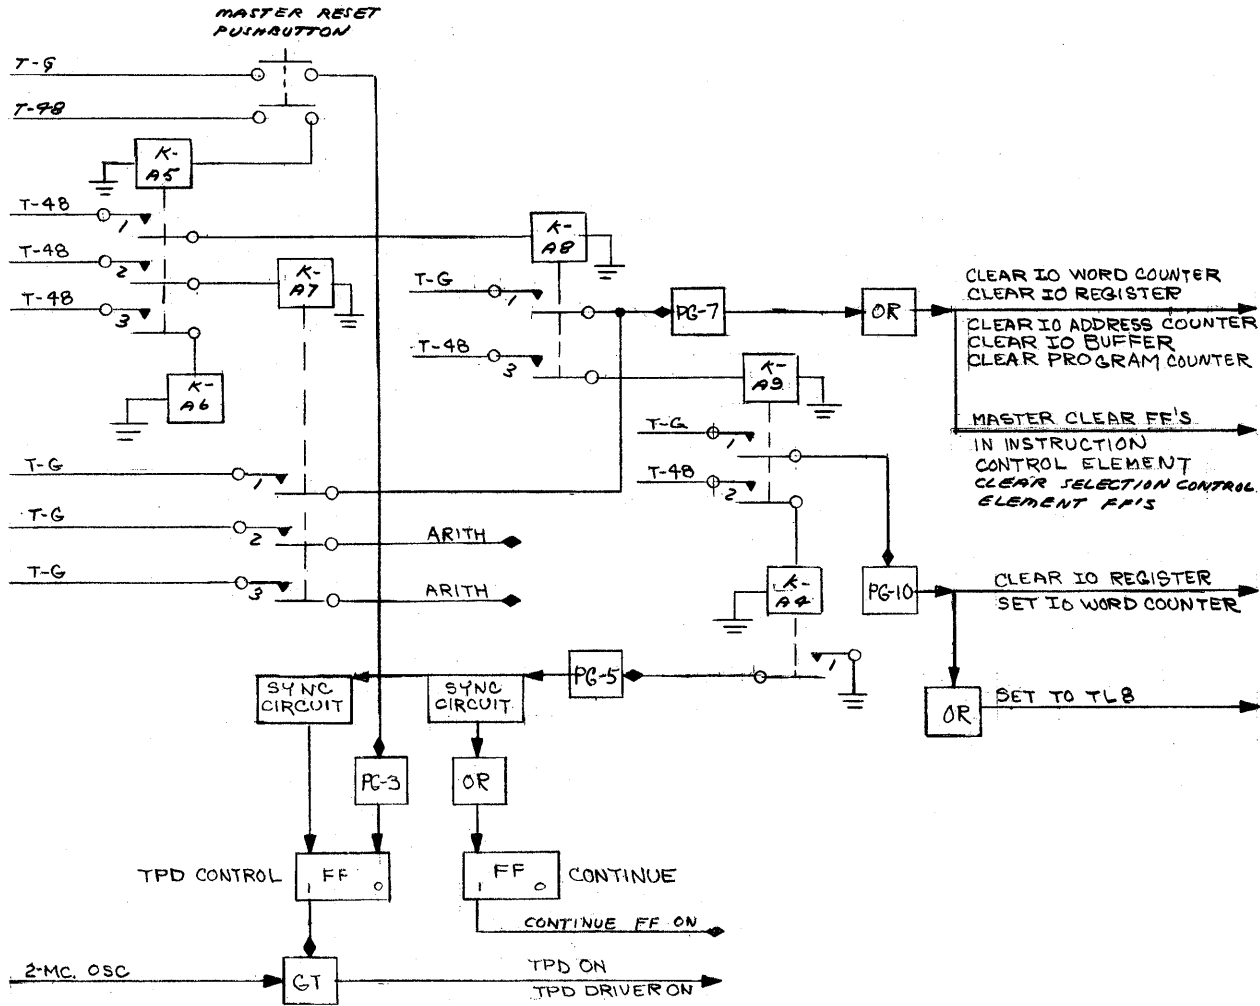 MASTER RESET
PUSHBUTTON
T-G
T-48
K-
A5
T-48
1
T-48
2
T-48
3
K-
A7
K-
A6
K-
A8
T-G
1
T-48
3
PG-7
OR
CLEAR IO WORD COUNTER
CLEAR IO REGISTER
CLEAR IO ADDRESS COUNTER
CLEAR IO BUFFER
CLEAR PROGRAM COUNTER
K-
A9
T-G
1
T-48
2
MASTER CLEAR FF'S
IN INSTRUCTION
CONTROL ELEMENT
CLEAR SELECTION CONTROL
ELEMENT FF'S
T-G
1
T-G
2
ARITH
T-G
3
ARITH
K-
A4
1
PG-10
CLEAR IO REGISTER
SET IO WORD COUNTER
OR
SET TO TL8
PG-5
SYNC
CIRCUIT
SYNC
CIRCUIT
PG-3
OR
TPD CONTROL
FF
1 0
FF
1 0
CONTINUE
CONTINUE FF ON
2-MC. OSC
GT
TPD ON
TPD DRIVER ON